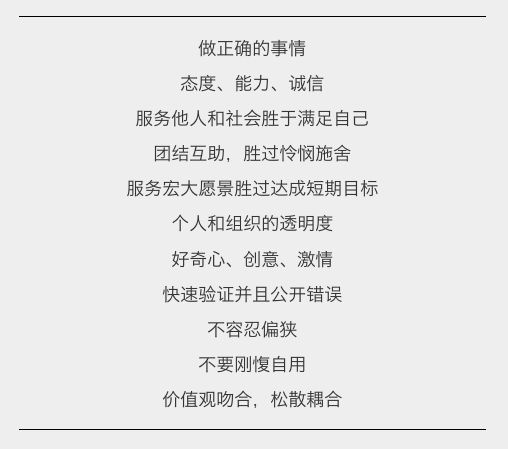 做正确的事情
态度、能力、诚信
服务他人和社会胜于满足自己
团结互助，胜过怜悯施舍
服务宏大愿景胜过达成短期目标
个人和组织的透明度
好奇心、创意、激情
快速验证并且公开错误
不容忍偏狭
不要刚愎自用
价值观吻合，松散耦合